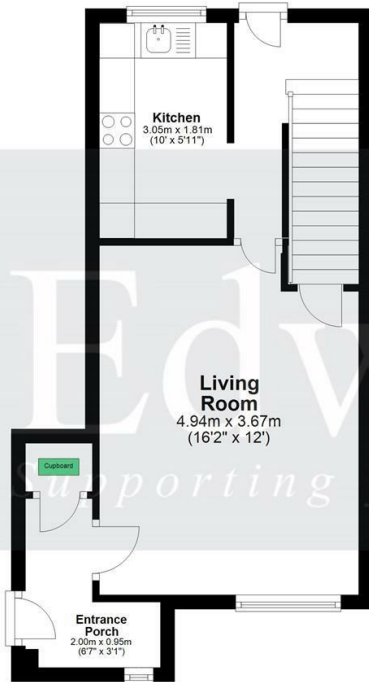 Kitchen
3.05m x 1.81m
(10' x 5'11")
Living
Room
4.94m x 3.67m
(16'2" x 12')
Cupboard
Entrance
Porch
2.00m x 0.95m
(6'7" x 3'1")
Edw
Supporting